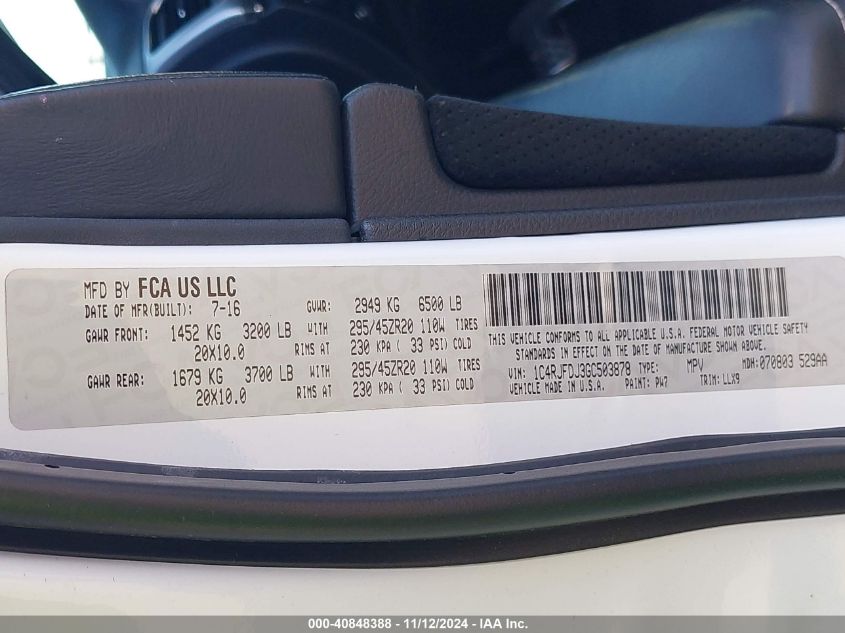 MFD BY FCA US LLC
DATE OF MFR(BUILT): 7-16 GVWR: 2949 KG 6500 LB
GAWR FRONT: 1452 KG 3200 LB WITH 295/45ZR20 110W TIRES
20X10.0 RIMS AT 230 KPA ( 33 PSI) COLD
GAWR REAR: 1679 KG 3700 LB WITH 295/45ZR20 110W TIRES
20X10.0 RIMS AT 230 KPA ( 33 PSI) COLD
THIS VEHICLE CONFORMS TO ALL APPLICABLE U.S.A. FEDERAL MOTOR VEHICLE SAFETY
STANDARDS IN EFFECT ON THE DATE OF MANUFACTURE SHOWN ABOVE.
VIN: 1C4RJFDJ3GC503878 TYPE: MPV MDH:070803 529AA
VEHICLE MADE IN U.S.A. PAINT: PW7 TRIM: LLX9
000-40848388 - 11/12/2024 - IAA, Inc.